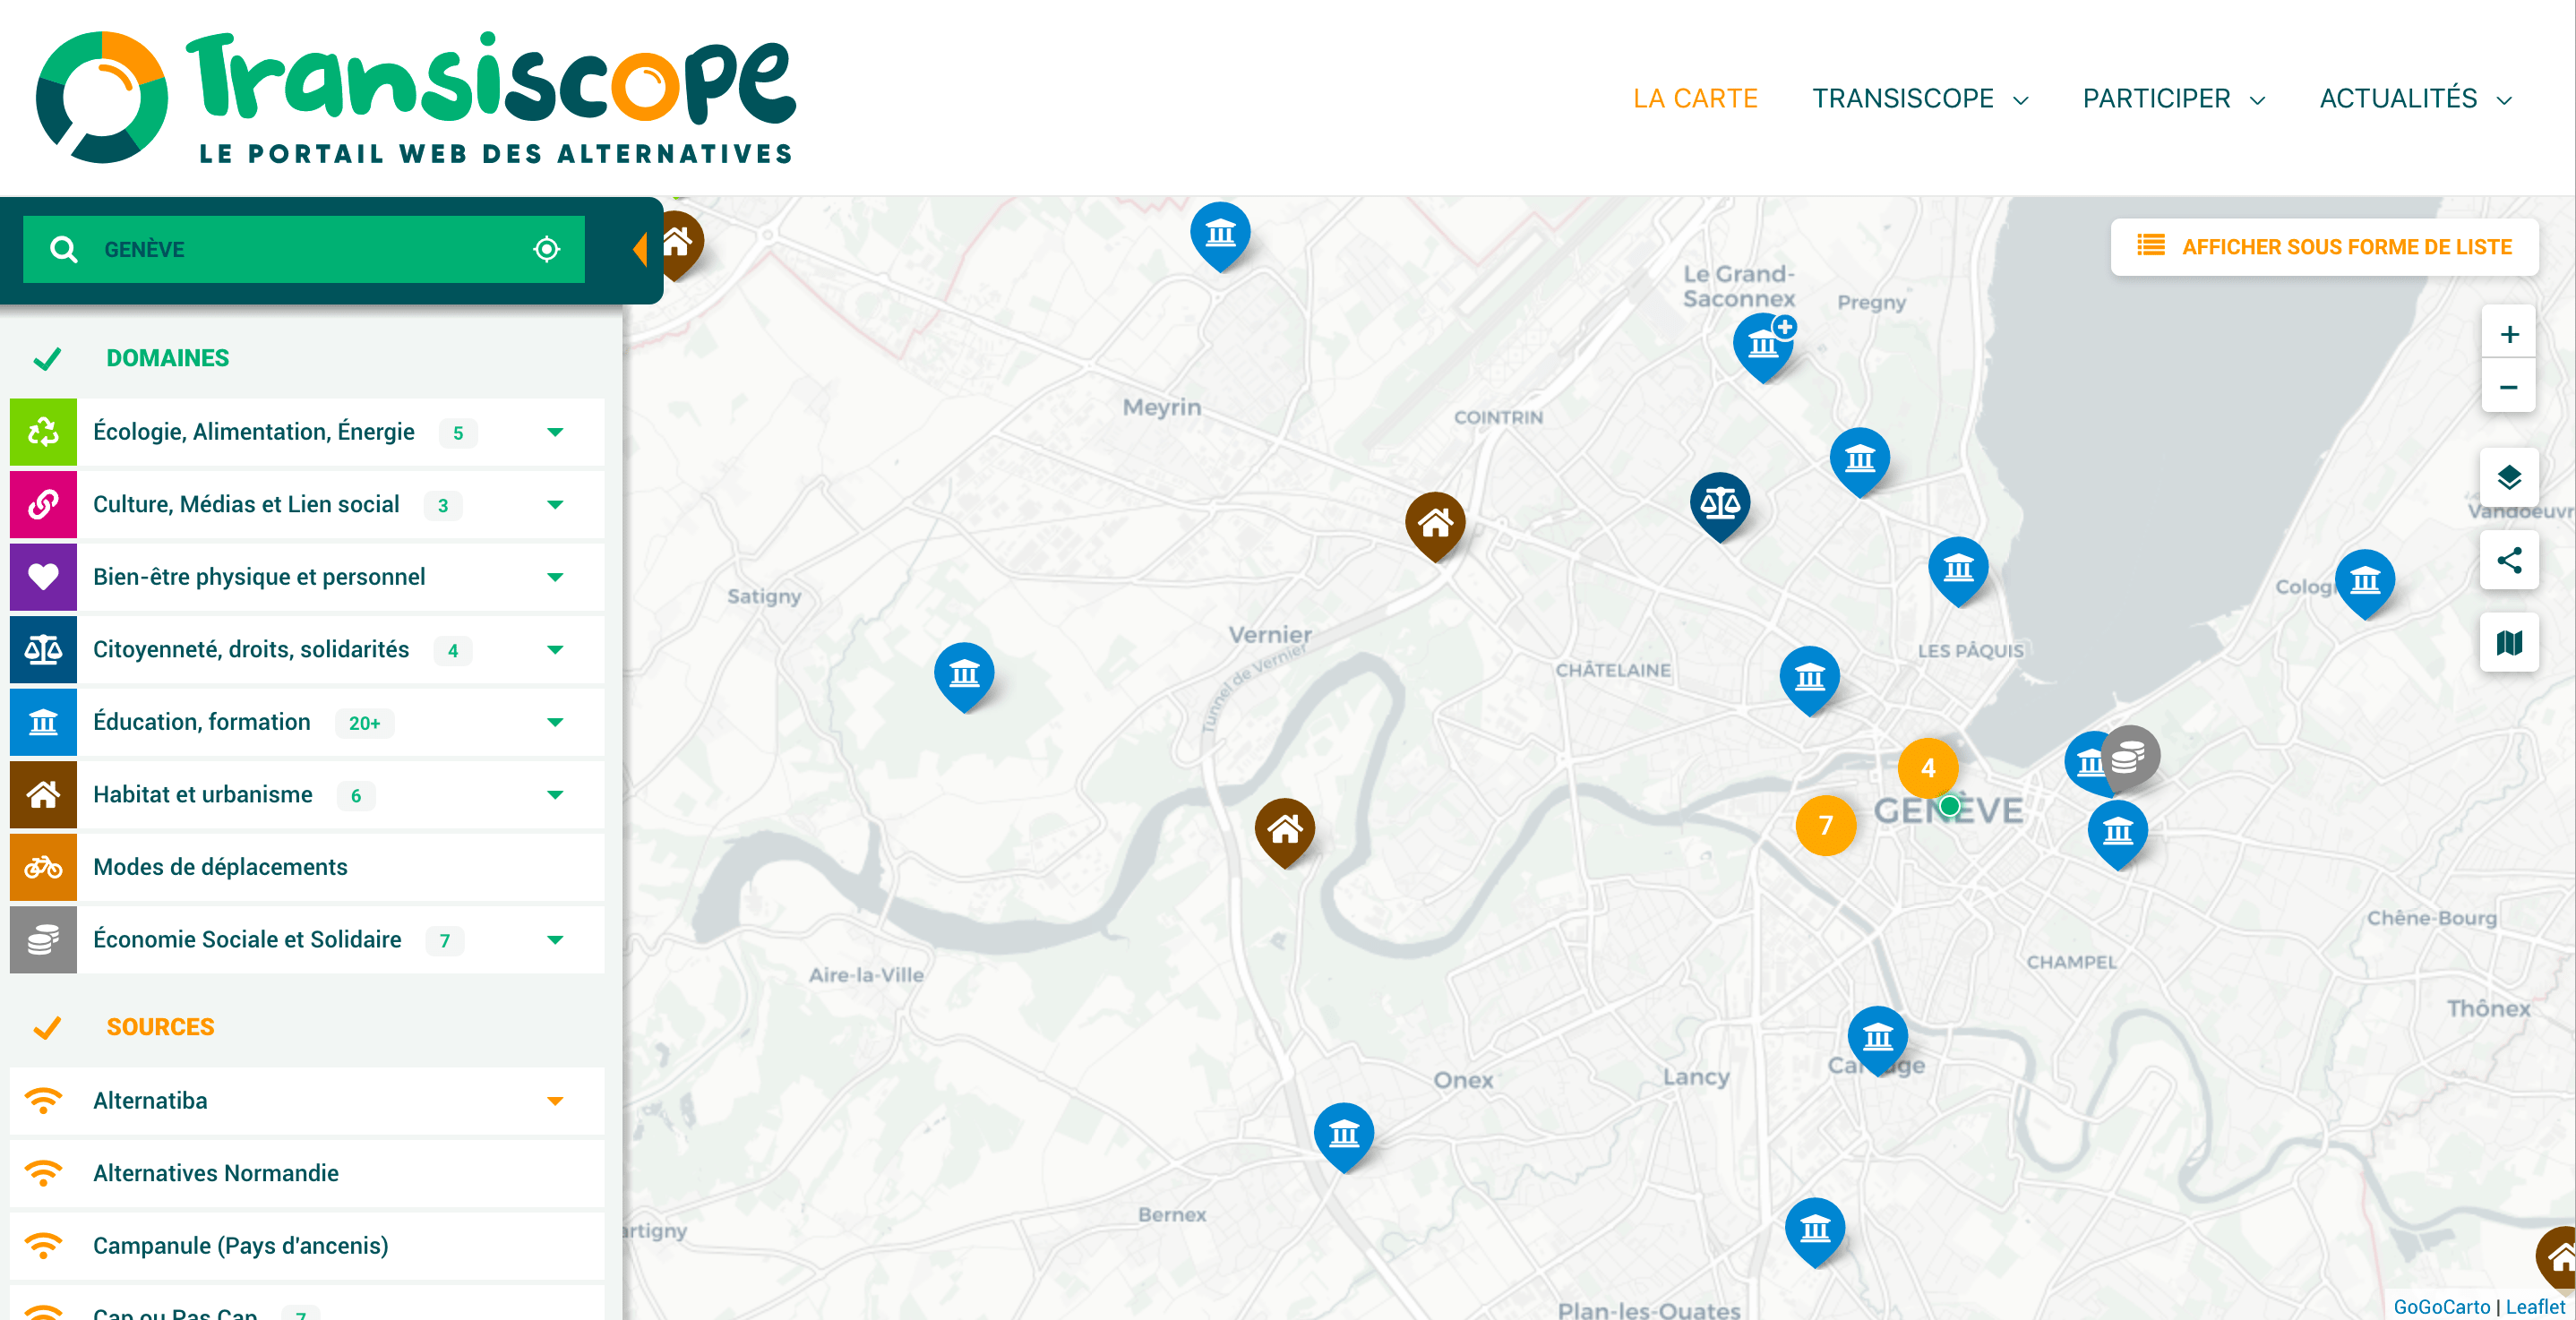 Transiscope
LE PORTAIL WEB DES ALTERNATIVES
LA CARTE
TRANSISCOPE
PARTICIPER
ACTUALITÉS
GENÈVE
AFFICHER SOUS FORME DE LISTE
DOMAINES
Écologie, Alimentation, Énergie 5
Culture, Médias et Lien social 3
Bien-être physique et personnel
Citoyenneté, droits, solidarités 4
Éducation, formation 20+
Habitat et urbanisme 6
Modes de déplacements
Économie Sociale et Solidaire 7
SOURCES
Alternatiba
Alternatives Normandie
Campanule (Pays d'ancenis)
Cap ou Pas Cap 7
Le Grand-
Saconnex
Pregny
Meyrin
COINTRIN
Satigny
Vernier
Tunnel de Vernier
CHÂTELAINE
LES PÂQUIS
4
7
GENÈVE
Aire-la-Ville
CHAMPEL
Chêne-Bourg
Thônex
Onex
Lancy
Bernex
Plan-les-Ouates
+
−
GoGoCarto | Leaflet